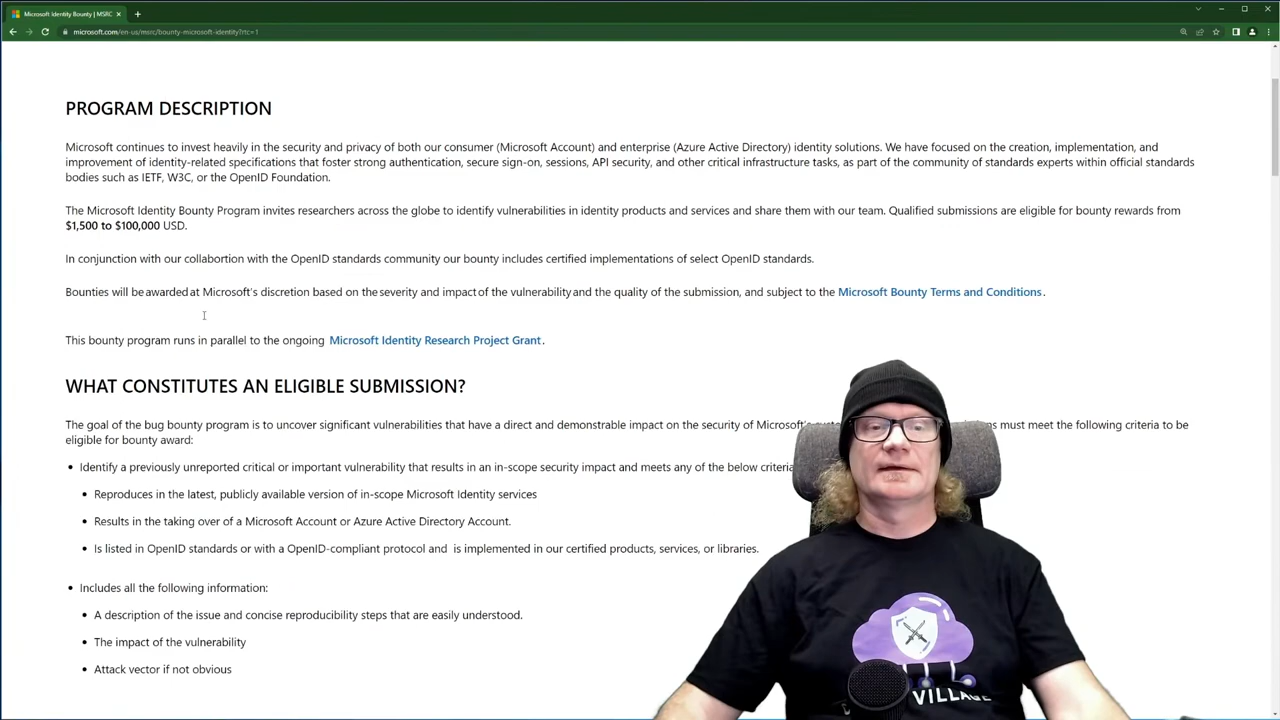 Microsoft Identity Bounty | MSRC
microsoft.com/en-us/msrc/bounty-microsoft-identity?rtc=1
PROGRAM DESCRIPTION
Microsoft continues to invest heavily in the security and privacy of both our consumer (Microsoft Account) and enterprise (Azure Active Directory) identity solutions. We have focused on the creation, implementation, and
improvement of identity-related specifications that foster strong authentication, secure sign-on, sessions, API security, and other critical infrastructure tasks, as part of the community of standards experts within official standards
bodies such as IETF, W3C, or the OpenID Foundation.
The Microsoft Identity Bounty Program invites researchers across the globe to identify vulnerabilities in identity products and services and share them with our team. Qualified submissions are eligible for bounty rewards from
$1,500 to $100,000 USD.
In conjunction with our collabortion with the OpenID standards community our bounty includes certified implementations of select OpenID standards.
Bounties will be awarded at Microsoft's discretion based on the severity and impact of the vulnerability and the quality of the submission, and subject to the Microsoft Bounty Terms and Conditions.
This bounty program runs in parallel to the ongoing Microsoft Identity Research Project Grant.
WHAT CONSTITUTES AN ELIGIBLE SUBMISSION?
The goal of the bug bounty program is to uncover significant vulnerabilities that have a direct and demonstrable impact on the security of Microsoft's must meet the following criteria to be
eligible for bounty award:
• Identify a previously unreported critical or important vulnerability that results in an in-scope security impact and meets any of the below criteria
• Reproduces in the latest, publicly available version of in-scope Microsoft Identity services
• Results in the taking over of a Microsoft Account or Azure Active Directory Account.
• Is listed in OpenID standards or with a OpenID-compliant protocol and is implemented in our certified products, services, or libraries.
• Includes all the following information:
• A description of the issue and concise reproducibility steps that are easily understood.
• The impact of the vulnerability
• Attack vector if not obvious
VILLAGE